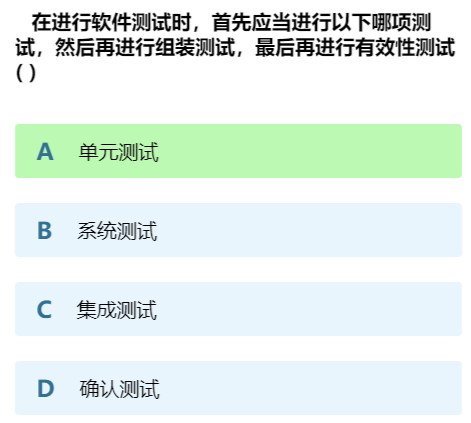 在进行软件测试时，首先应当进行以下哪项测
试，然后再进行组装测试，最后再进行有效性测试
( )
A 单元测试
B 系统测试
C 集成测试
D 确认测试